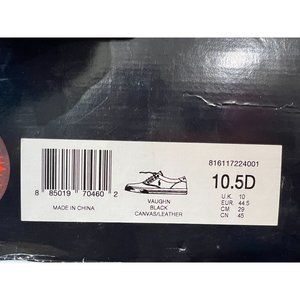 816117224001
10.5D
8 85019 70460 2
MADE IN CHINA
VAUGHN
BLACK
CANVAS/LEATHER
U.K. 10
EUR 44.5
CM 29
CN 45